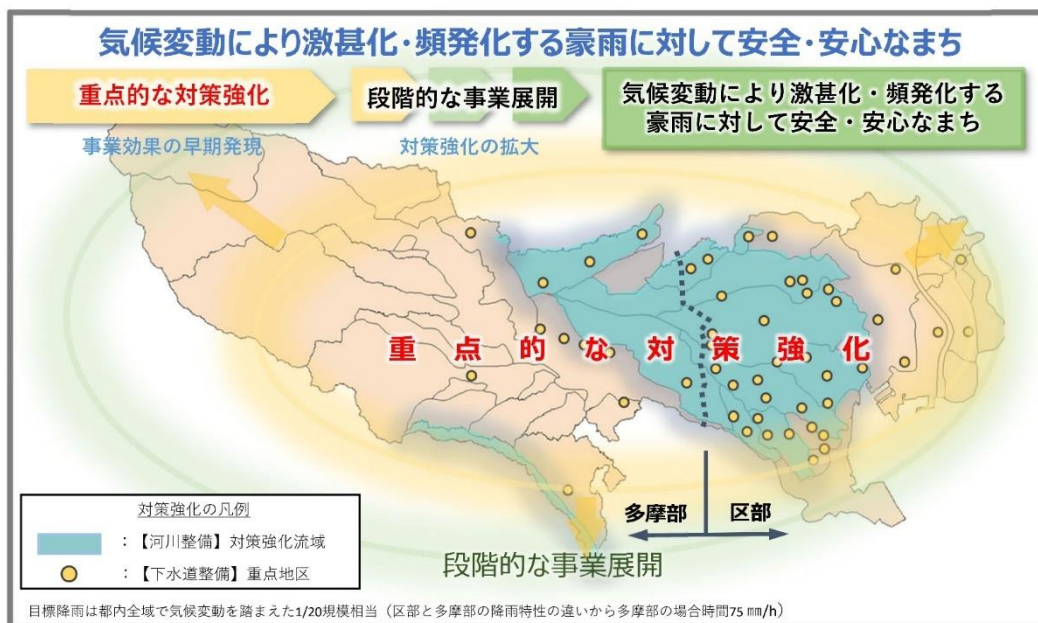 気候変動により激甚化・頻発化する豪雨に対して安全・安心なまち
重点的な対策強化
段階的な事業展開
気候変動により激甚化・頻発化する
豪雨に対して安全・安心なまち
事業効果の早期発現
対策強化の拡大
重点的な対策強化
多摩部
区部
対策強化の凡例
：【河川整備】対策強化流域
：【下水道整備】重点地区
段階的な事業展開
目標降雨は都内全域で気候変動を踏まえた1/20規模相当（区部と多摩部の降雨特性の違いから多摩部の場合時間75 ㎜/h）